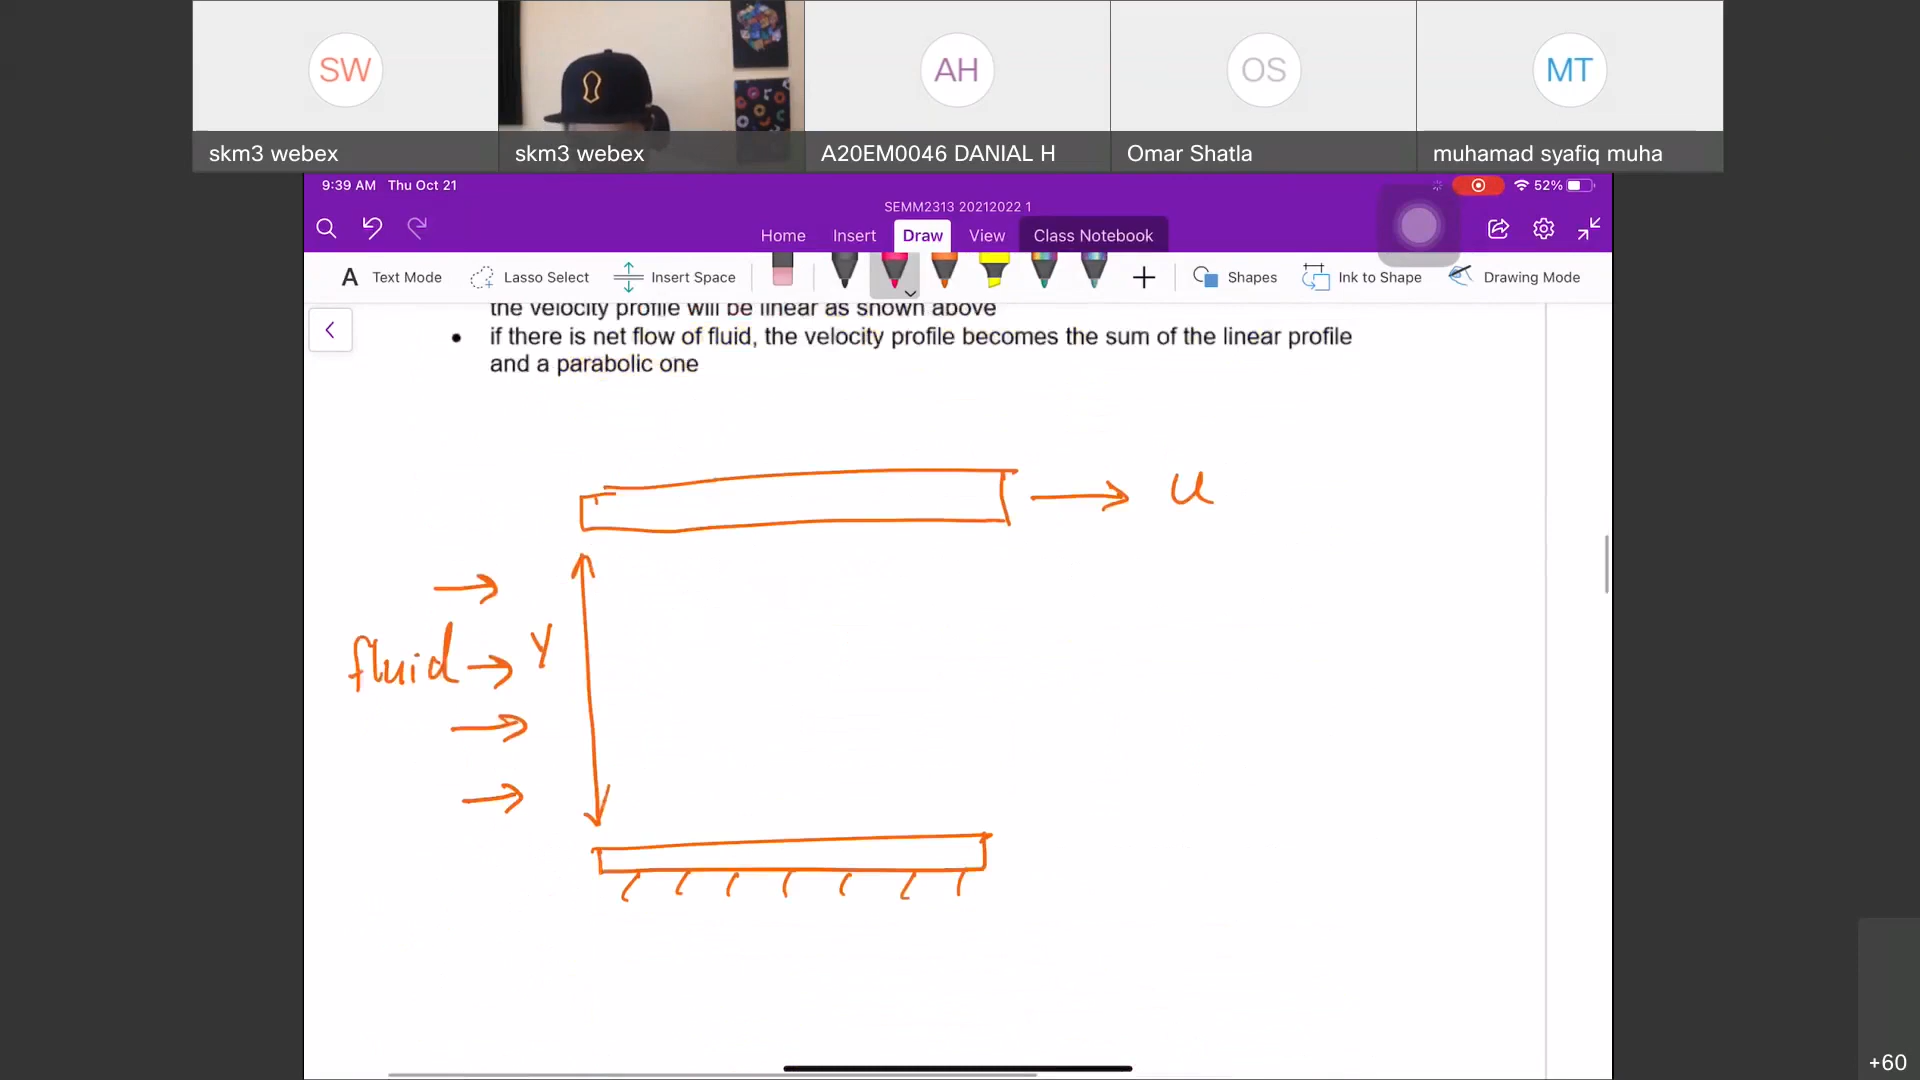 SW
AH
OS
MT
skm3 webex
skm3 webex
A20EM0046 DANIAL H
Omar Shatla
muhamad syafiq muha
9:39 AM Thu Oct 21
52%
SEMM2313 20212022 1
Home
Insert
Draw
View
Class Notebook
A Text Mode
Lasso Select
Insert Space
Shapes
Ink to Shape
Drawing Mode
the velocity profile will be linear as shown above
• if there is net flow of fluid, the velocity profile becomes the sum of the linear profile
and a parabolic one
u
fluid → Y
+60